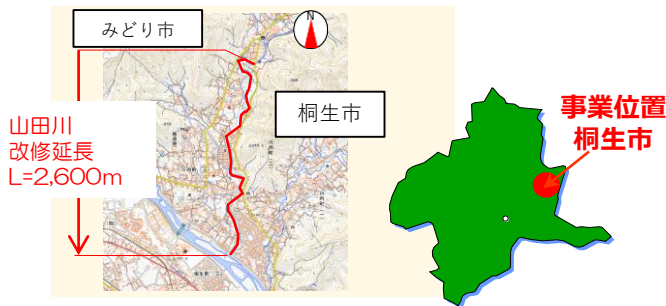 みどり市
N
桐生市
山田川
改修延長
L=2,600m
事業位置
桐生市